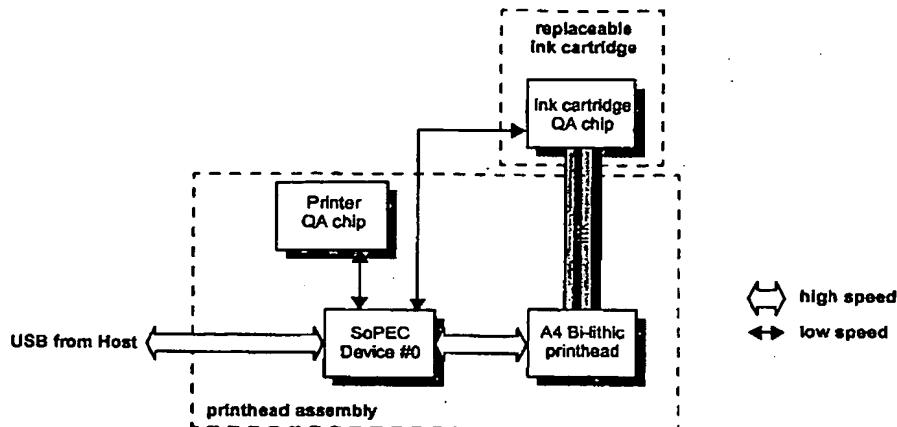 replaceable
ink cartridge
Ink cartridge
QA chip
Printer
QA chip
USB from Host
SoPEC
Device #0
A4 Bi-lithic
printhead
high speed
low speed
printhead assembly